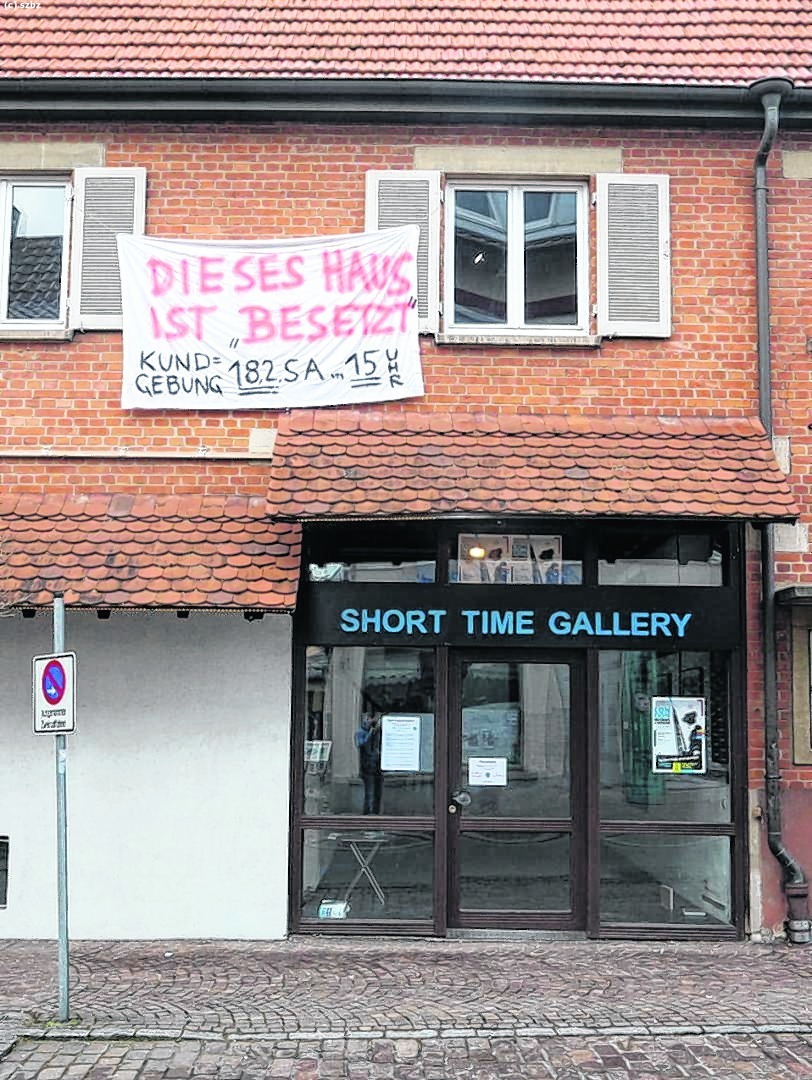 (c) szbz
DIESES HAUS
IST „BESETZT"
KUND=
GEBUNG 18.2. SA ... 15 UHR
SHORT TIME GALLERY